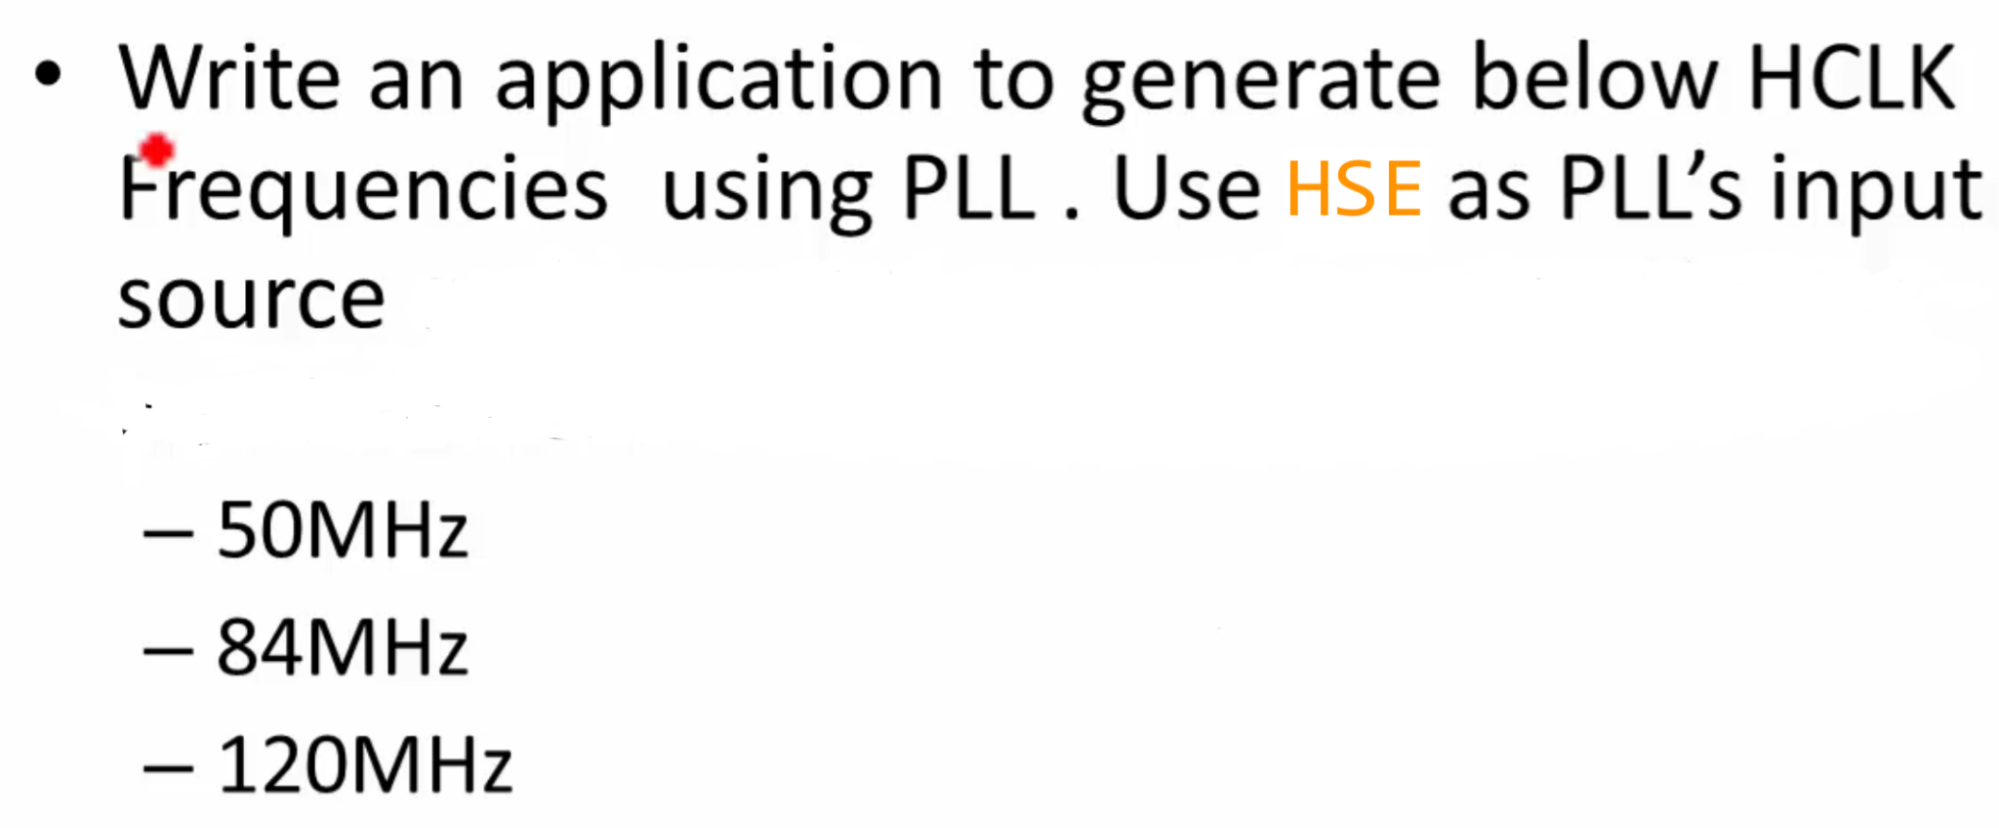 • Write an application to generate below HCLK
Frequencies  using PLL . Use HSE as PLL’s input
source
– 50MHz
– 84MHz
– 120MHz